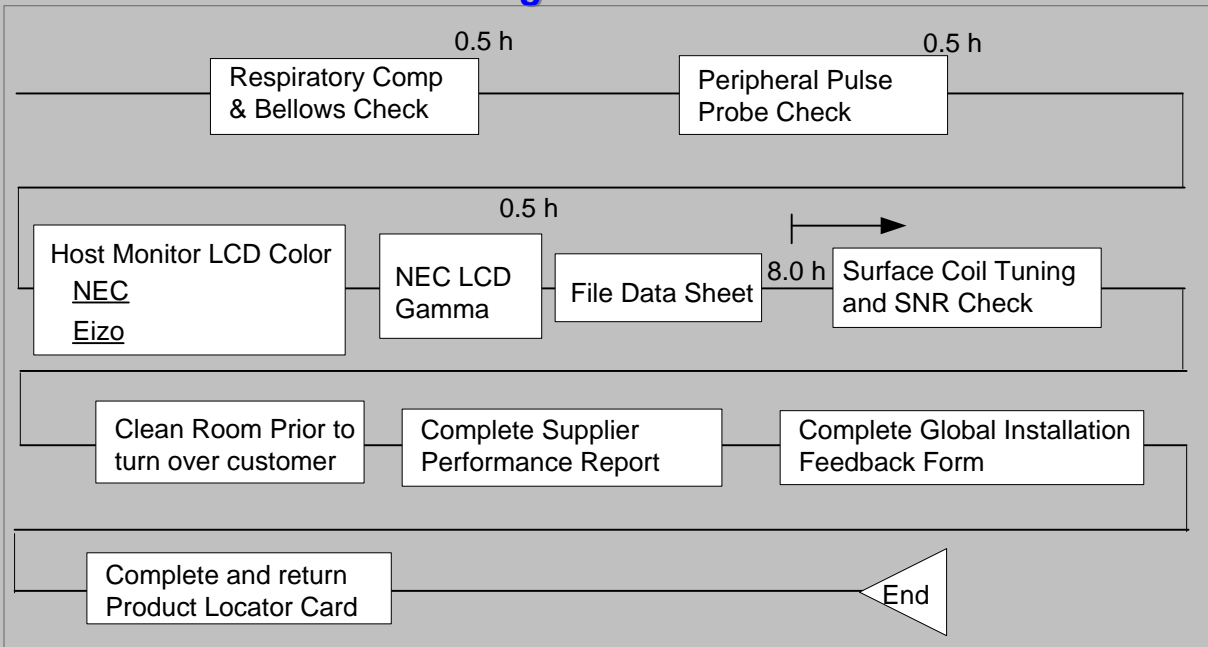 0.5 h
0.5 h
Respiratory Comp
& Bellows Check
Peripheral Pulse
Probe Check
0.5 h
Host Monitor LCD Color
NEC
Eizo
NEC LCD
Gamma
File Data Sheet
8.0 h
Surface Coil Tuning
and SNR Check
Clean Room Prior to
turn over customer
Complete Supplier
Performance Report
Complete Global Installation
Feedback Form
Complete and return
Product Locator Card
End